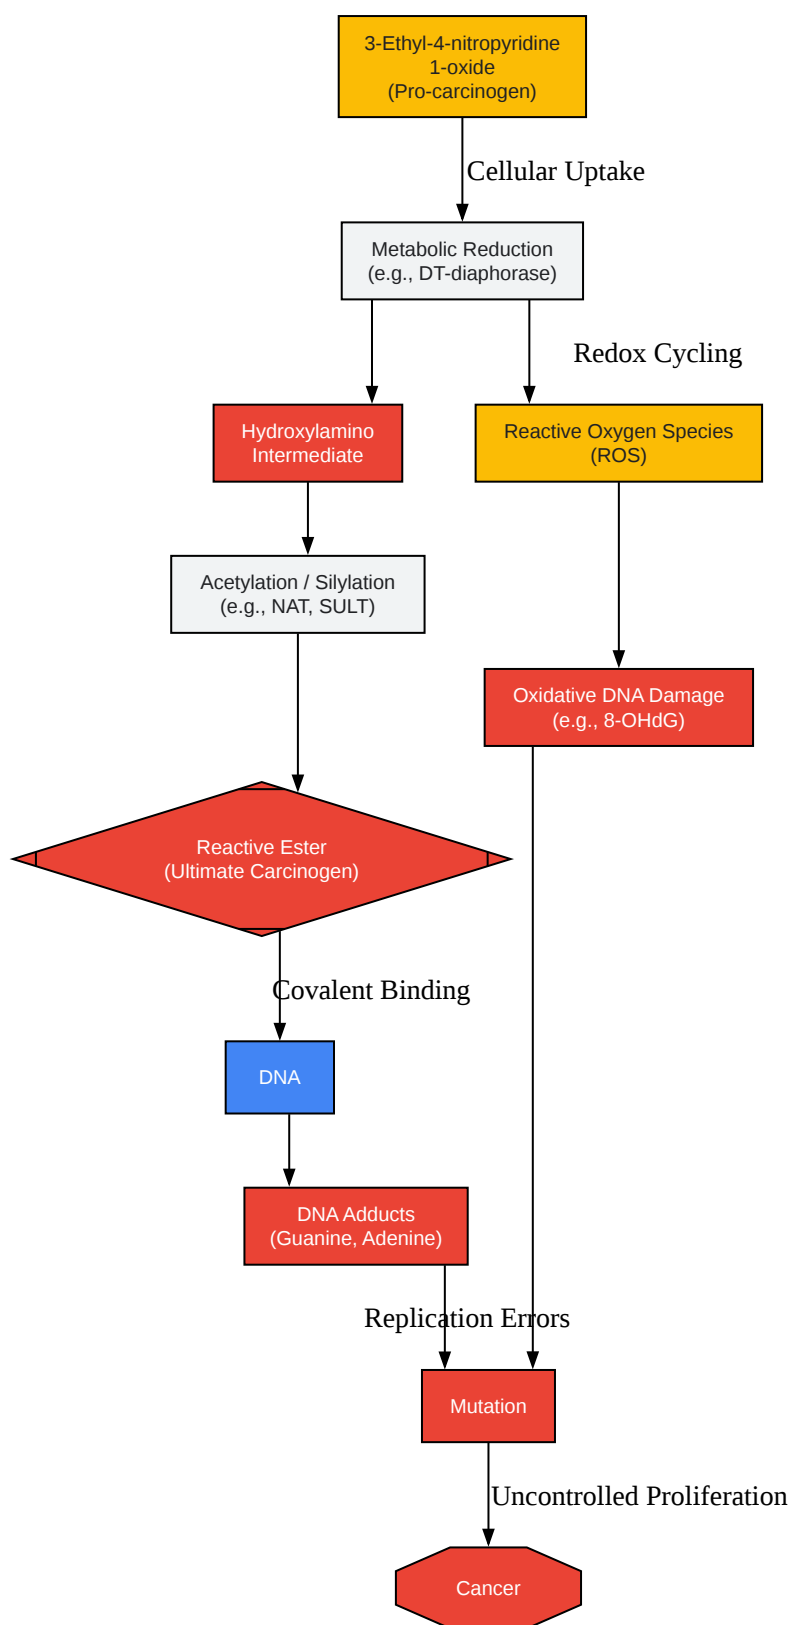 3-Ethyl-4-nitropyridine
1-oxide
(Pro-carcinogen)
Cellular Uptake
Metabolic Reduction
(e.g., DT-diaphorase)
Redox Cycling
Hydroxylamino
Intermediate
Reactive Oxygen Species
(ROS)
Acetylation / Silylation
(e.g., NAT, SULT)
Oxidative DNA Damage
(e.g., 8-OHdG)
Reactive Ester
(Ultimate Carcinogen)
Covalent Binding
DNA
DNA Adducts
(Guanine, Adenine)
Replication Errors
Mutation
Uncontrolled Proliferation
Cancer